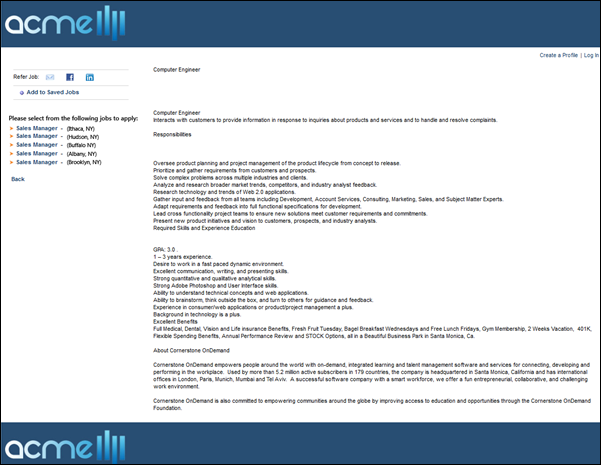 acme
Create a Profile | Log In
Refer Job:
Add to Saved Jobs
Please select from the following jobs to apply:
Sales Manager - (Ithaca, NY)
Sales Manager - (Hudson, NY)
Sales Manager - (Buffalo NY)
Sales Manager - (Albany, NY)
Sales Manager - (Brooklyn, NY)
Back
Computer Engineer
Computer Engineer
Interacts with customers to provide information in response to inquiries about products and services and to handle and resolve complaints.
Responsibilities
Oversee product planning and project management of the product lifecycle from concept to release.
Prioritize and gather requirements from customers and prospects.
Solve complex problems across multiple industries and clients.
Analyze and research broader market trends, competitors, and industry analyst feedback.
Research technology and trends of Web 2.0 applications.
Gather input and feedback from all teams including Development, Account Services, Consulting, Marketing, Sales, and Subject Matter Experts.
Adapt requirements and feedback into full functional specifications for development.
Lead cross functionality project teams to ensure new solutions meet customer requirements and commitments.
Present new product initiatives and vision to customers, prospects, and industry analysts.
Required Skills and Experience Education
GPA: 3.0 .
1 – 3 years experience.
Desire to work in a fast paced dynamic environment.
Excellent communication, writing, and presenting skills.
Strong quantitative and qualitative analytical skills.
Strong Adobe Photoshop and User Interface skills.
Ability to understand technical concepts and web applications.
Ability to brainstorm, think outside the box, and turn to others for guidance and feedback.
Experience in consumer/web applications or product/project management a plus.
Background in technology is a plus.
Excellent Benefits
Full Medical, Dental, Vision and Life insurance Benefits, Fresh Fruit Tuesday, Bagel Breakfast Wednesdays and Free Lunch Fridays, Gym Membership, 2 Weeks Vacation, 401K,
Flexible Spending Benefits, Annual Performance Review and STOCK Options, all in a Beautiful Business Park in Santa Monica, Ca.
About Cornerstone OnDemand
Cornerstone OnDemand empowers people around the world with on-demand, integrated learning and talent management software and services for connecting, developing
and performing in the workplace. Used by more than 5.2 million active subscribers in 179 countries, the company is headquartered in Santa Monica, California and has international
offices in London, Paris, Munich, Mumbai and Tel Aviv. A successful software company with a smart workforce, we offer a fun entrepreneurial, collaborative, and challenging
work environment.
Cornerstone OnDemand is also committed to empowering communities around the globe by improving access to education and opportunities through the Cornerstone OnDemand
Foundation.
acme